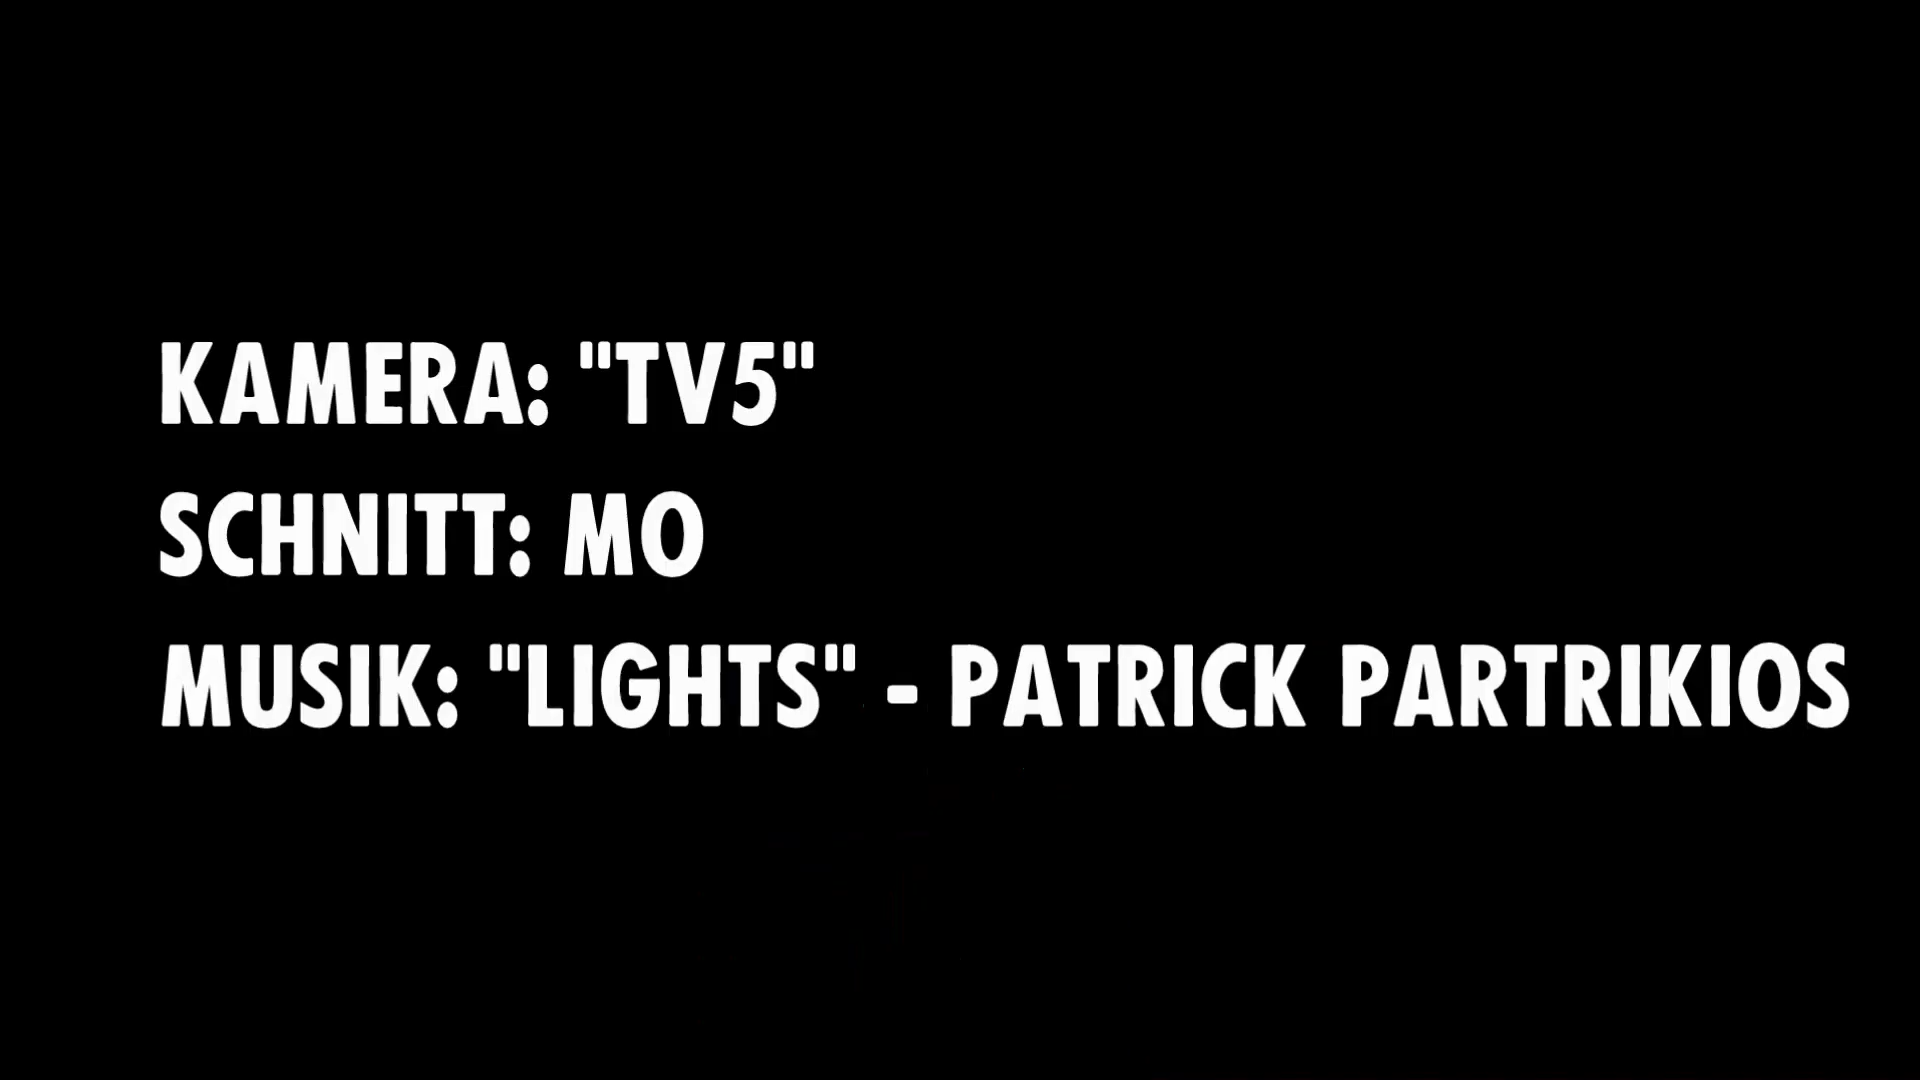 KAMERA: "TV5"
SCHNITT: MO
MUSIK: "LIGHTS" - PATRICK PARTRIKIOS